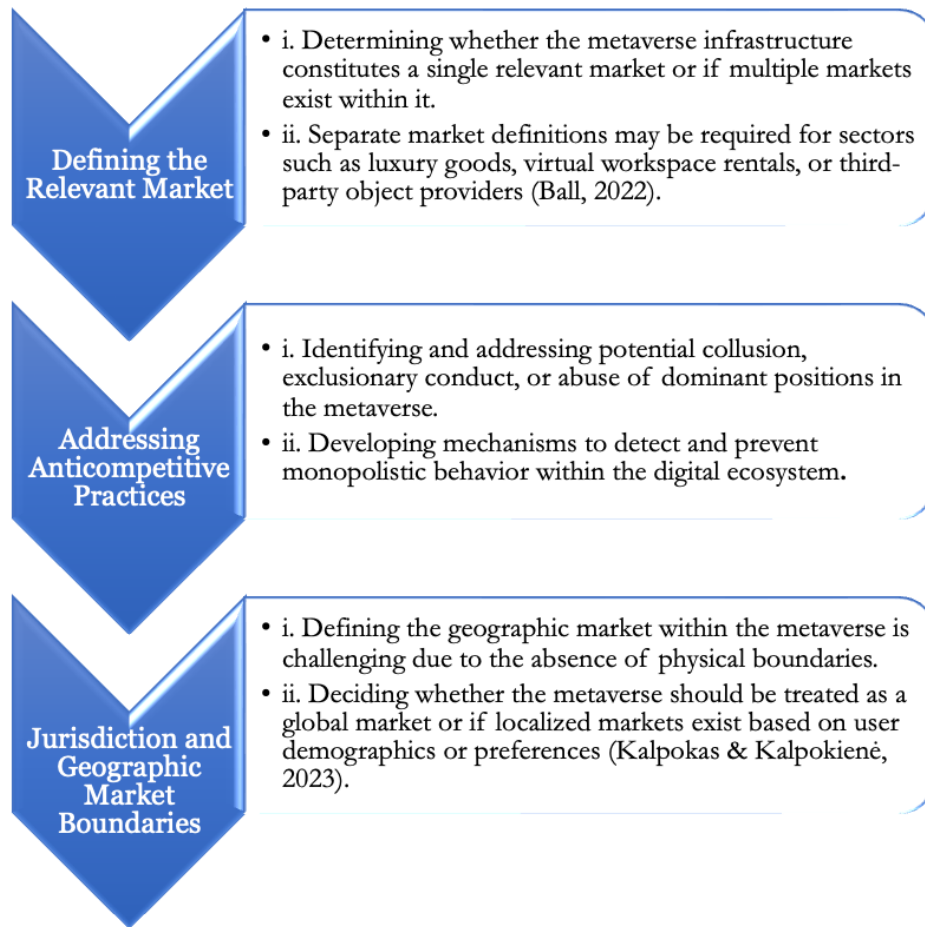 Defining the
Relevant Market
• i. Determining whether the metaverse infrastructure
constitutes a single relevant market or if multiple markets
exist within it.
• ii. Separate market definitions may be required for sectors
such as luxury goods, virtual workspace rentals, or third-
party object providers (Ball, 2022).
Addressing
Anticompetitive
Practices
• i. Identifying and addressing potential collusion,
exclusionary conduct, or abuse of dominant positions in
the metaverse.
• ii. Developing mechanisms to detect and prevent
monopolistic behavior within the digital ecosystem.
Jurisdiction and
Geographic
Market
Boundaries
• i. Defining the geographic market within the metaverse is
challenging due to the absence of physical boundaries.
• ii. Deciding whether the metaverse should be treated as a
global market or if localized markets exist based on user
demographics or preferences (Kalpokas & Kalpokienė,
2023).